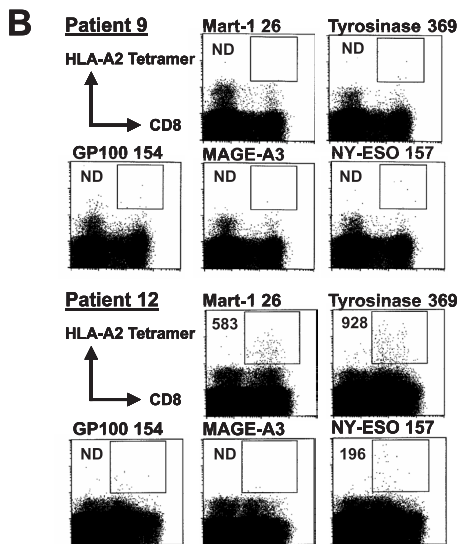 B
Patient 9
Mart-1 26
Tyrosinase 369
HLA-A2 Tetramer
ND
ND
CD8
GP100 154
MAGE-A3
NY-ESO 157
ND
ND
ND
Patient 12
Mart-1 26
Tyrosinase 369
HLA-A2 Tetramer
583
928
CD8
GP100 154
MAGE-A3
NY-ESO 157
ND
ND
196